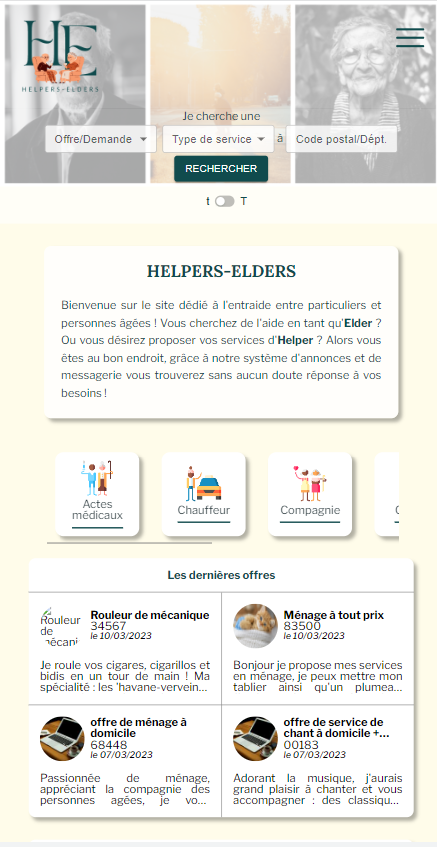 HE
HELPERS-ELDERS
Je cherche une
Offre/Demande
Type de service
à
Code postal/Dépt.
RECHERCHER
t
T
HELPERS-ELDERS
Bienvenue sur le site dédié à l'entraide entre particuliers et
personnes âgées ! Vous cherchez de l'aide en tant qu'Elder ?
Ou vous désirez proposer vos services d'Helper ? Alors vous
êtes au bon endroit, grâce à notre système d'annonces et de
messagerie vous trouverez sans aucun doute réponse à vos
besoins !
Actes
médicaux
Chauffeur
Compagnie
Les dernières offres
Rouleur
de
mécani
Rouleur de mécanique
34567
le 10/03/2023
Je roule vos cigares, cigarillos et
bidis en un tour de main ! Ma
spécialité : les 'havane-vervein...
Ménage à tout prix
83500
le 10/03/2023
Bonjour je propose mes services
en ménage, je peux mettre mon
tablier ainsi qu'un plumea...
offre de ménage à
domicile
68448
le 07/03/2023
Passionnée de ménage,
appréciant la compagnie des
personnes agées, je vo...
offre de service de
chant à domicile +...
00183
le 07/03/2023
Adorant la musique, j'aurais
grand plaisir à chanter et vous
accompagner : des classiqu...